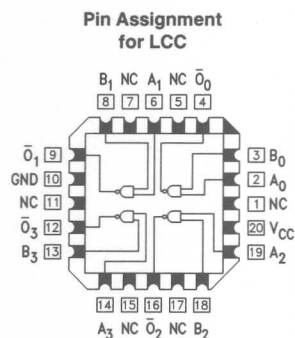 Pin Assignment
for LCC
B₁ NC A₁ NC Ō₀
8 7 6 5 4
Ō₁ 9
GND 10
NC 11
Ō₃ 12
B₃ 13
3 B₀
2 A₀
1 NC
20 VCC
19 A₂
14 15 16 17 18
A₃ NC Ō₂ NC B₂